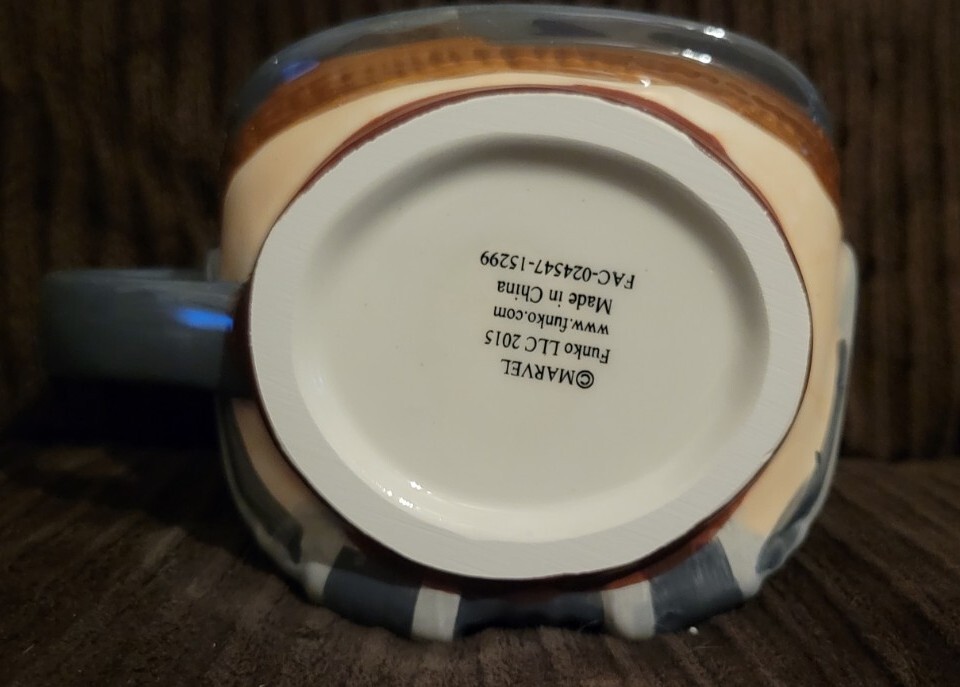 ©MARVEL
Funko LLC 2015
www.funko.com
Made in China
FAC-024547-15299